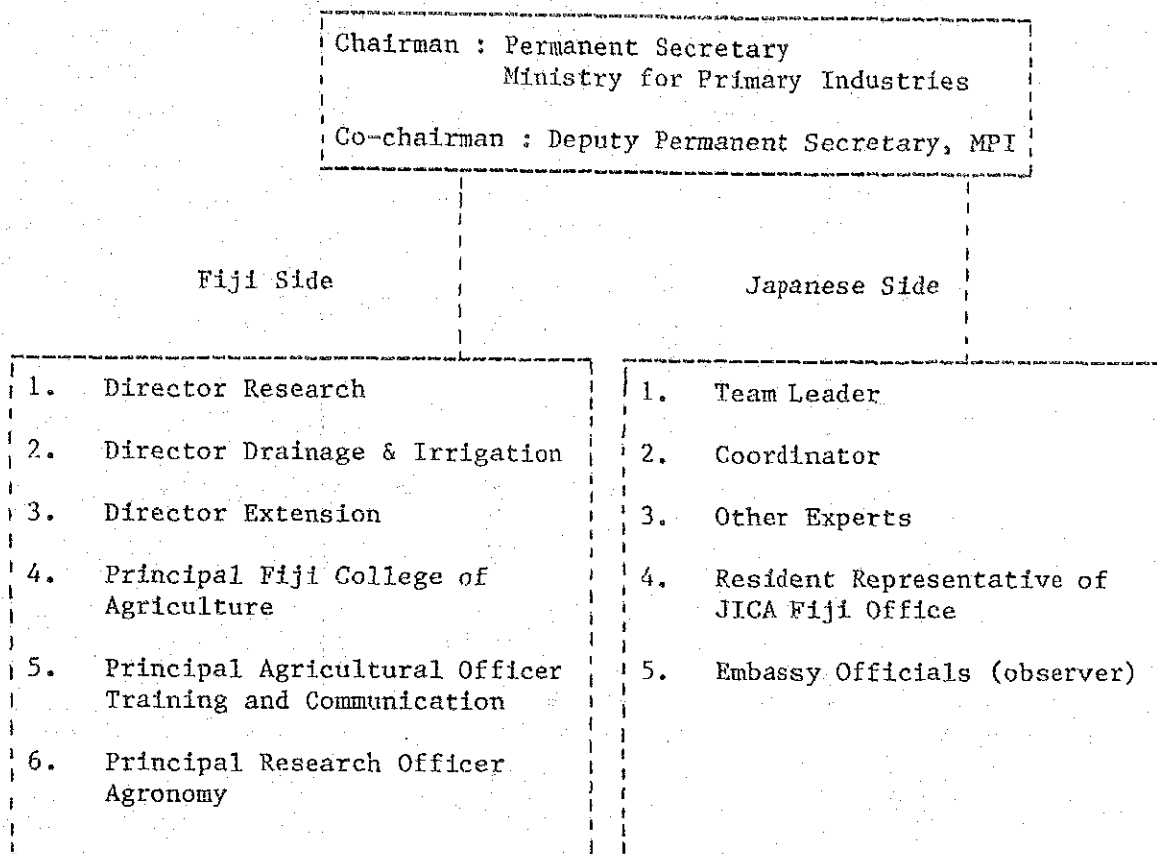 Chairman : Permanent Secretary
Ministry for Primary Industries
Co-chairman : Deputy Permanent Secretary, MPI
Fiji Side
Japanese Side
1. Director Research
2. Director Drainage & Irrigation
3. Director Extension
4. Principal Fiji College of
Agriculture
5. Principal Agricultural Officer
Training and Communication
6. Principal Research Officer
Agronomy
1. Team Leader
2. Coordinator
3. Other Experts
4. Resident Representative of
JICA Fiji Office
5. Embassy Officials (observer)